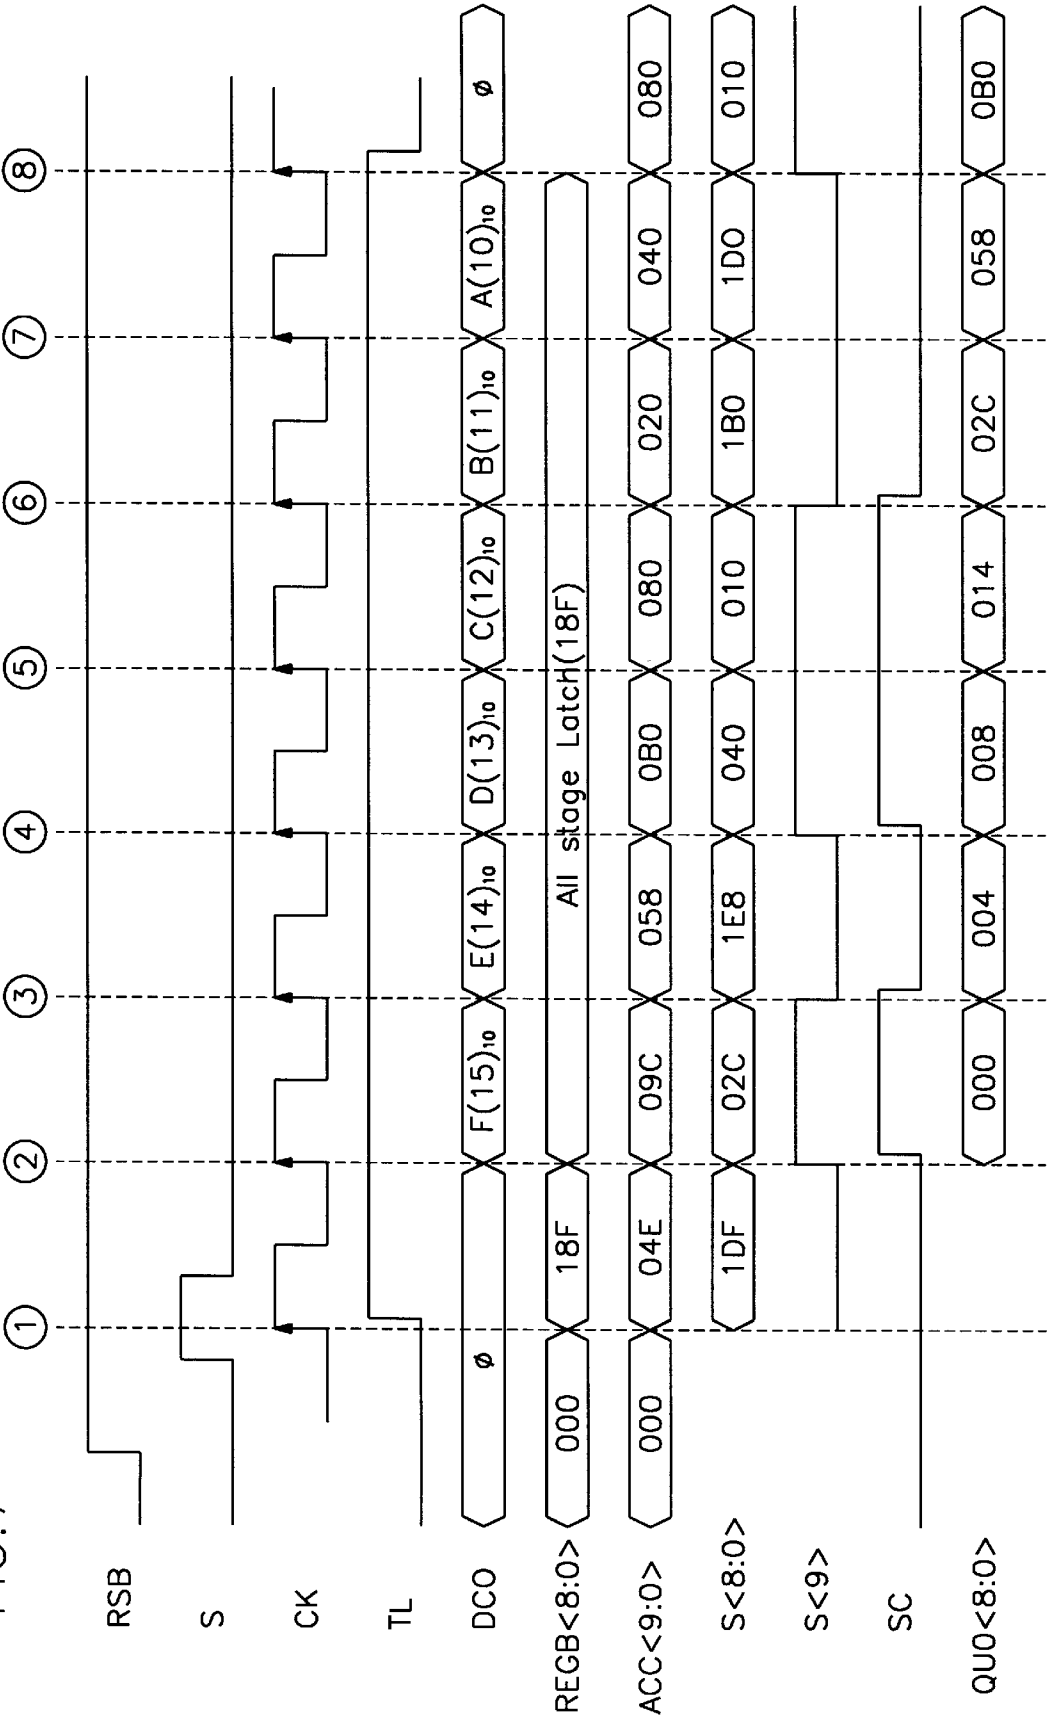 ① ② ③ ④ ⑤ ⑥ ⑦ ⑧
RSB
S
CK
TL
DCO ø F(15)₁₀ E(14)₁₀ D(13)₁₀ C(12)₁₀ B(11)₁₀ A(10)₁₀ ø
REGB<8:0> 000 18F All stage Latch(18F)
ACC<9:0> 000 04E 09C 058 0B0 080 020 040 080
S<8:0> 1DF 02C 1E8 040 010 1B0 1D0 010
S<9>
SC
QUO<8:0> 000 004 008 014 02C 058 0B0